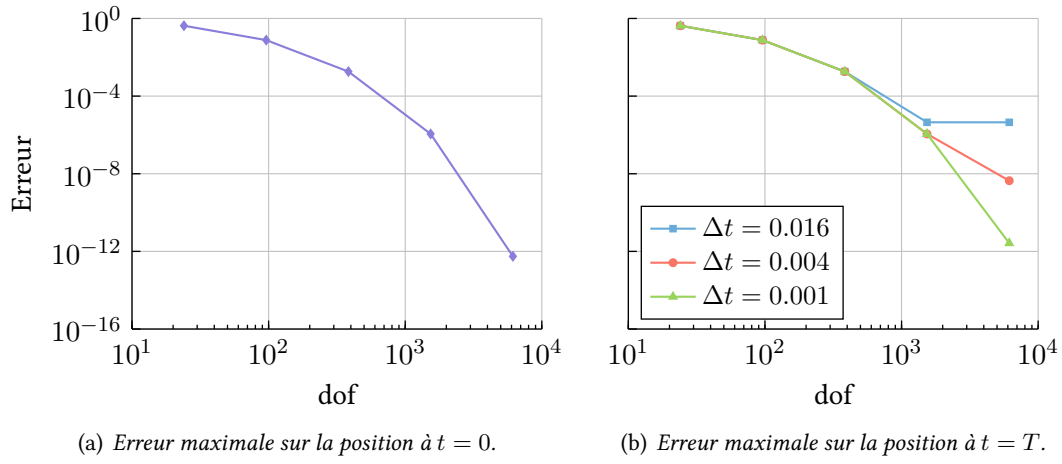 Erreur
10^0
10^−4
10^−8
10^−12
10^−16
10^1 10^2 10^3 10^4
dof
(a) Erreur maximale sur la position à t = 0.
Δt = 0.016
Δt = 0.004
Δt = 0.001
10^1 10^2 10^3 10^4
dof
(b) Erreur maximale sur la position à t = T.